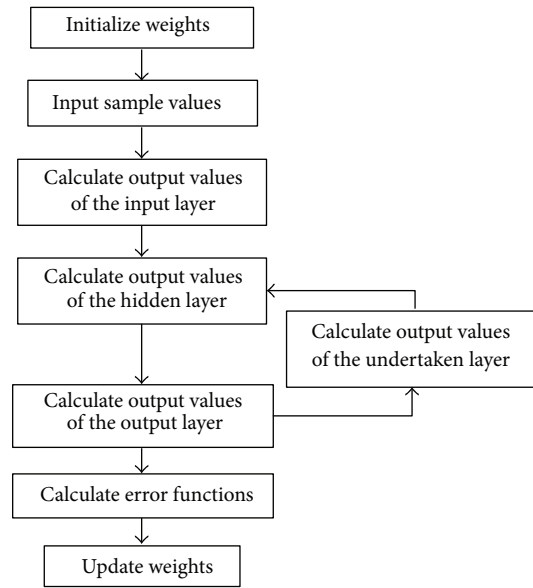 Initialize weights
Input sample values
Calculate output values
of the input layer
Calculate output values
of the hidden layer
Calculate output values
of the undertaken layer
Calculate output values
of the output layer
Calculate error functions
Update weights